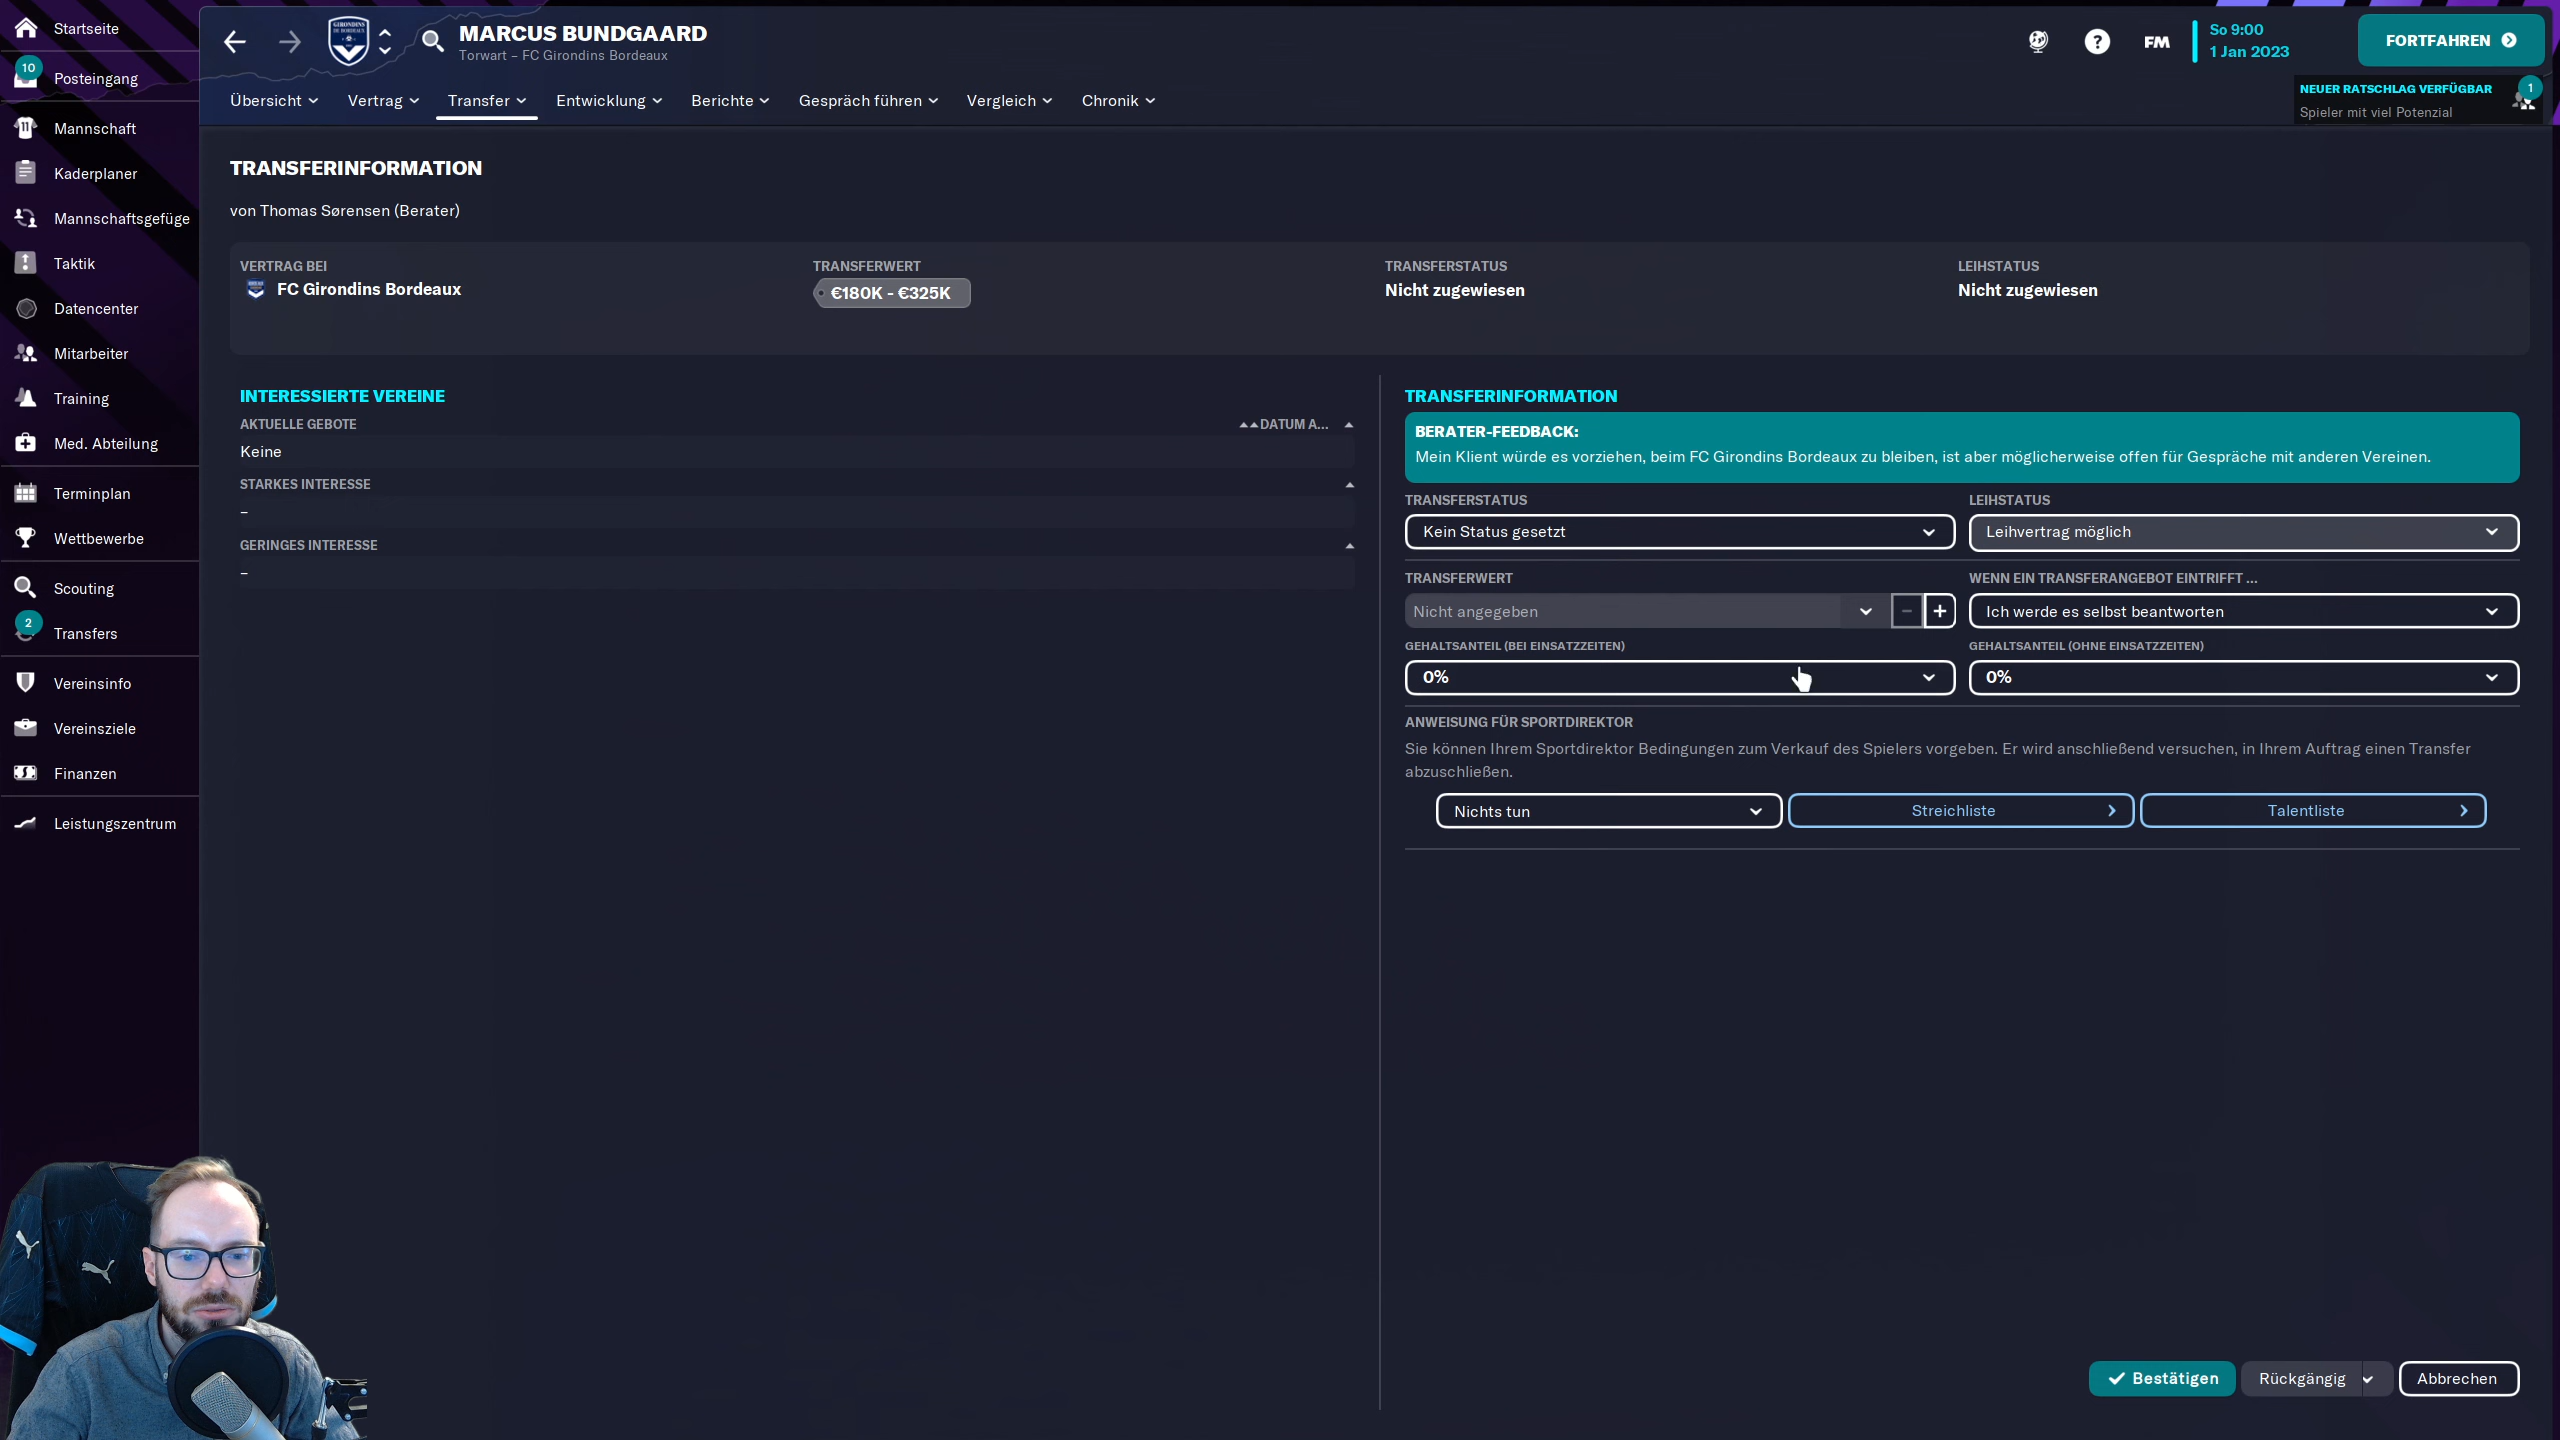 Startseite
10
Posteingang
Mannschaft
Kaderplaner
Mannschaftsgefüge
Taktik
Datencenter
Mitarbeiter
Training
Med. Abteilung
Terminplan
Wettbewerbe
Scouting
2
Transfers
Vereinsinfo
Vereinsziele
Finanzen
Leistungszentrum
MARCUS BUNDGAARD
Torwart – FC Girondins Bordeaux
FM
So 9:00
1 Jan 2023
FORTFAHREN
Übersicht Vertrag Transfer Entwicklung Berichte Gespräch führen Vergleich Chronik
NEUER RATSCHLAG VERFÜGBAR
1
Spieler mit viel Potenzial
TRANSFERINFORMATION
von Thomas Sørensen (Berater)
VERTRAG BEI
FC Girondins Bordeaux
TRANSFERWERT
€180K - €325K
TRANSFERSTATUS
Nicht zugewiesen
LEIHSTATUS
Nicht zugewiesen
INTERESSIERTE VEREINE
AKTUELLE GEBOTE DATUM A...
Keine
STARKES INTERESSE
–
GERINGES INTERESSE
–
TRANSFERINFORMATION
BERATER-FEEDBACK:
Mein Klient würde es vorziehen, beim FC Girondins Bordeaux zu bleiben, ist aber möglicherweise offen für Gespräche mit anderen Vereinen.
TRANSFERSTATUS LEIHSTATUS
Kein Status gesetzt Leihvertrag möglich
TRANSFERWERT WENN EIN TRANSFERANGEBOT EINTRIFFT ...
Nicht angegeben − + Ich werde es selbst beantworten
GEHALTSANTEIL (BEI EINSATZZEITEN) GEHALTSANTEIL (OHNE EINSATZZEITEN)
0% 0%
ANWEISUNG FÜR SPORTDIREKTOR
Sie können Ihrem Sportdirektor Bedingungen zum Verkauf des Spielers vorgeben. Er wird anschließend versuchen, in Ihrem Auftrag einen Transfer
abzuschließen.
Nichts tun Streichliste Talentliste
Bestätigen Rückgängig Abbrechen